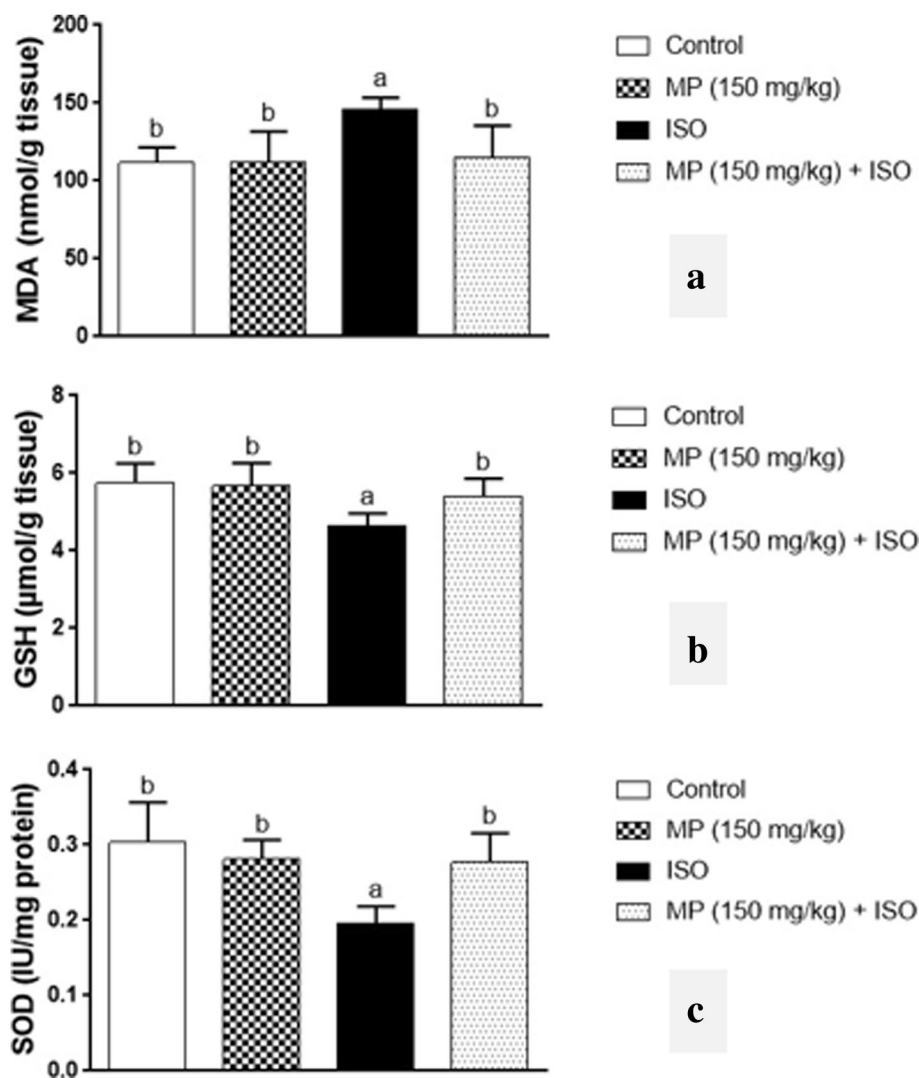 MDA (nmol/g tissue)
200
150
100
50
0
b
b
a
b
Control
MP (150 mg/kg)
ISO
MP (150 mg/kg) + ISO
a
GSH (μmol/g tissue)
8
6
4
2
0
b
b
a
b
Control
MP (150 mg/kg)
ISO
MP (150 mg/kg) + ISO
b
SOD (IU/mg protein)
0.4
0.3
0.2
0.1
0.0
b
b
a
b
Control
MP (150 mg/kg)
ISO
MP (150 mg/kg) + ISO
c